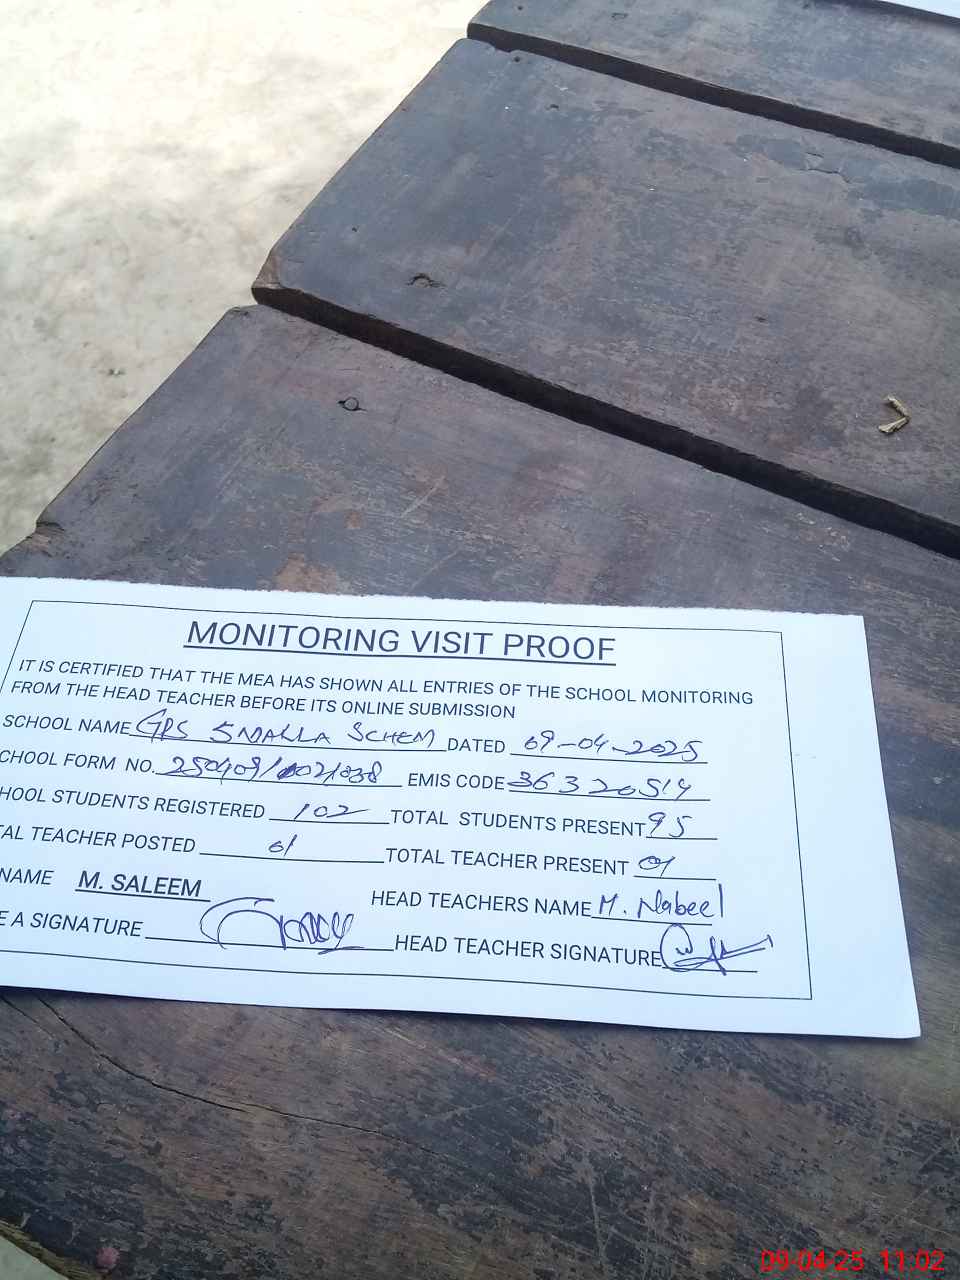 MONITORING VISIT PROOF
IT IS CERTIFIED THAT THE MEA HAS SHOWN ALL ENTRIES OF THE SCHOOL MONITORING
FROM THE HEAD TEACHER BEFORE ITS ONLINE SUBMISSION
SCHOOL NAME GPS 5 MALLA SCHEM DATED 09-04-2025
CHOOL FORM NO. EMIS CODE 36320514
HOOL STUDENTS REGISTERED 102 TOTAL STUDENTS PRESENT 95
AL TEACHER POSTED 01 TOTAL TEACHER PRESENT 01
NAME M. SALEEM HEAD TEACHERS NAME M. Nabeel
E A SIGNATURE HEAD TEACHER SIGNATURE
09-04-25 11:02